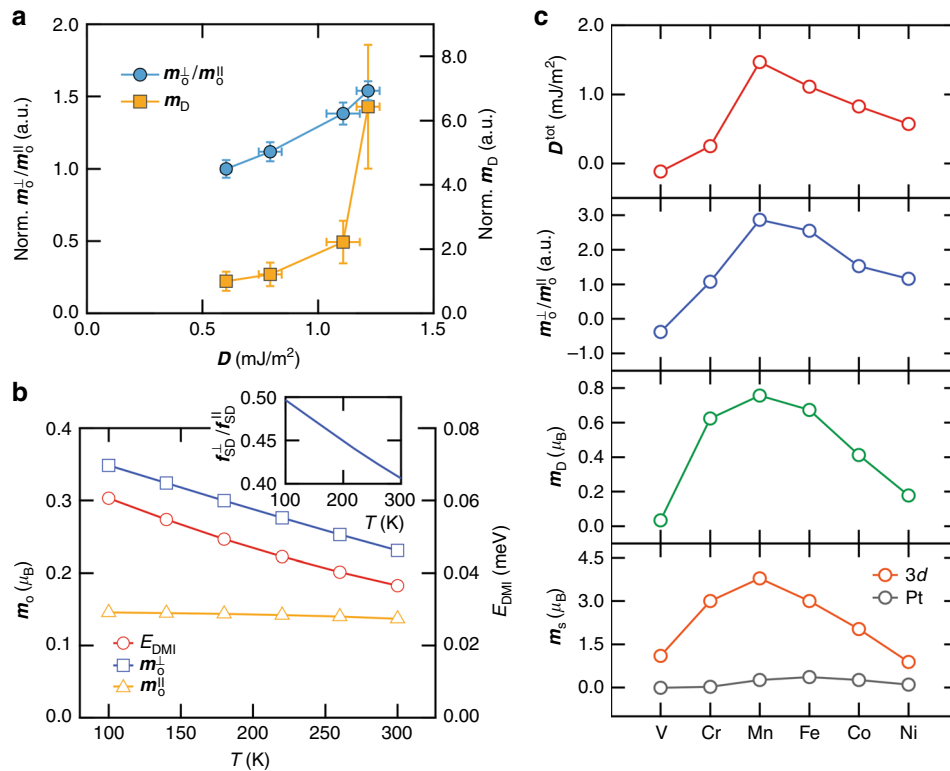 a
2.0
1.5
1.0
0.5
0.0
Norm. m⊥o/m||o (a.u.)
m⊥o/m||o
mD
8.0
6.0
4.0
2.0
0.0
Norm. mD (a.u.)
0.0 0.5 1.0 1.5
D (mJ/m²)
b
0.4
0.3
0.2
0.1
0.0
mo (μB)
0.50
0.45
0.40
f⊥SD/f||SD
100 200 300
T (K)
0.08
0.06
0.04
0.02
0.00
EDMI (meV)
EDMI
m⊥o
m||o
100 150 200 250 300
T (K)
c
2.0
1.0
0.0
Dtot (mJ/m²)
3.0
2.0
1.0
0.0
−1.0
m⊥o/m||o (a.u.)
0.8
0.6
0.4
0.2
0.0
mD (μB)
4.5
3.0
1.5
0.0
ms (μB)
3d
Pt
V Cr Mn Fe Co Ni